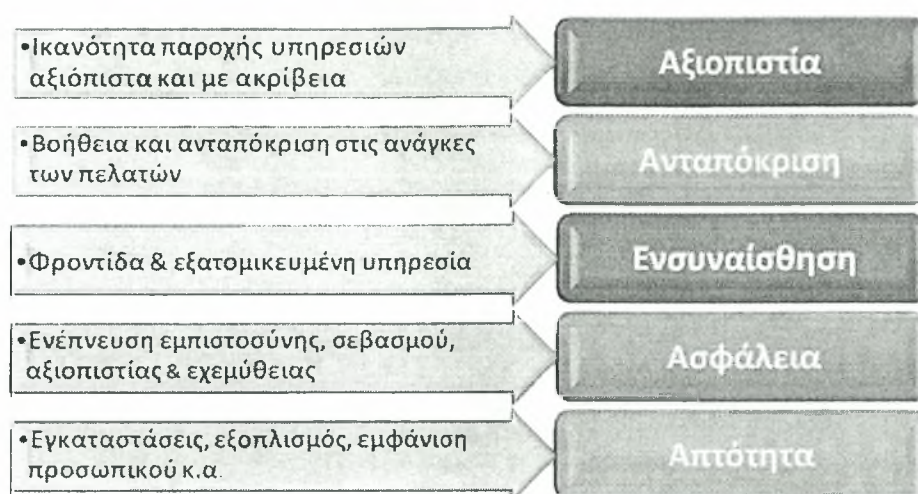 •Ικανότητα παροχής υπηρεσιών
αξιόπιστα και με ακρίβεια
Αξιοπιστία
•Βοήθεια και ανταπόκριση στις ανάγκες
των πελατών
Ανταπόκριση
•Φροντίδα & εξατομικευμένη υπηρεσία
Ενσυναίσθηση
•Ενέπνευση εμπιστοσύνης, σεβασμού,
αξιοπιστίας & εχεμύθειας
Ασφάλεια
•Εγκαταστάσεις, εξοπλισμός, εμφάνιση
προσωπικού κ.α.
Απτότητα